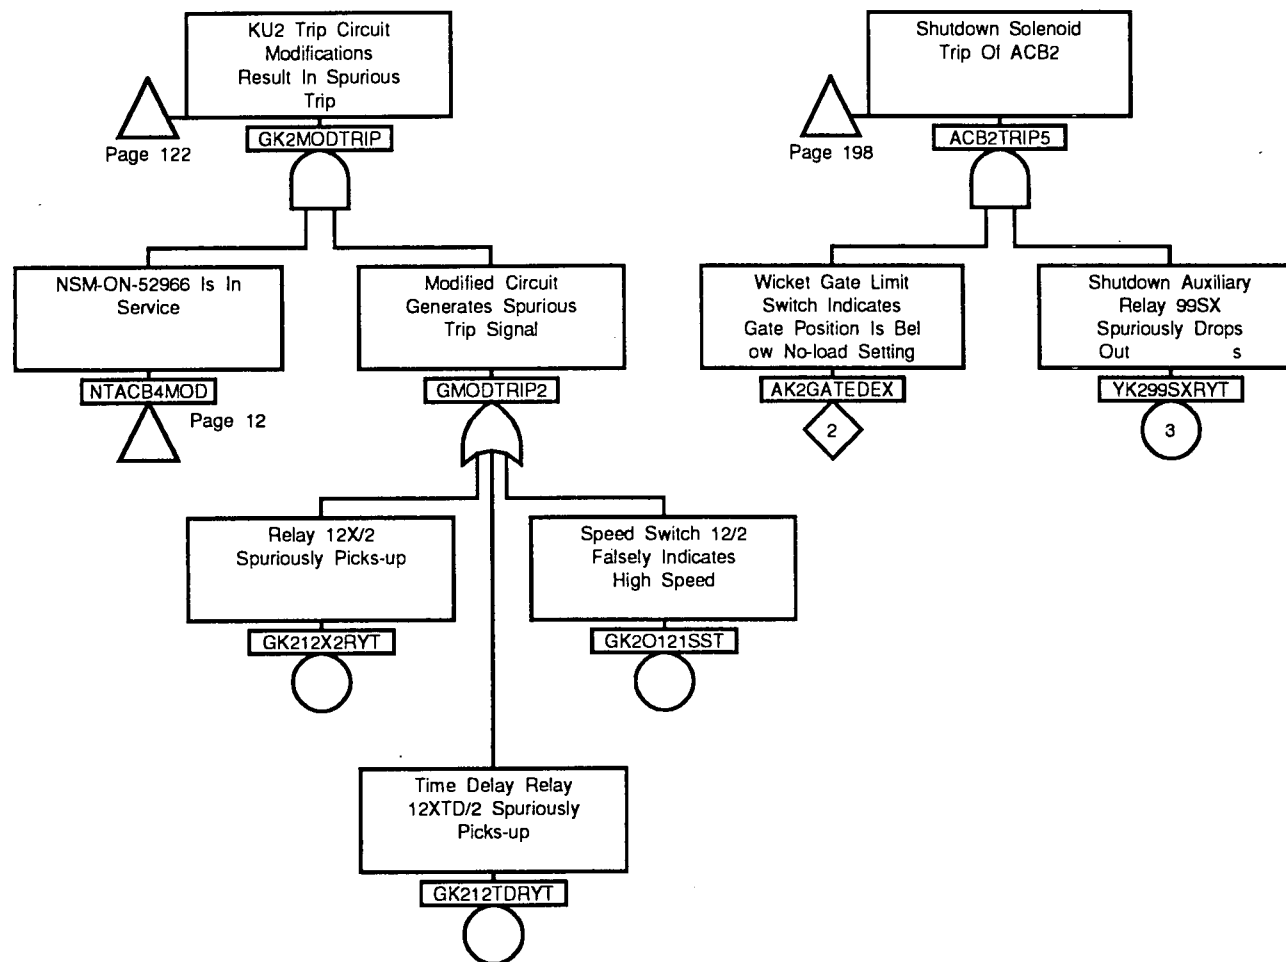 KU2 Trip Circuit
Modifications
Result In Spurious
Trip
Page 122
GK2MODTRIP
NSM-ON-52966 Is In
Service
NTACB4MOD
Page 12
Modified Circuit
Generates Spurious
Trip Signal
GMODTRIP2
Relay 12X/2
Spuriously Picks-up
GK212X2RYT
Speed Switch 12/2
Falsely Indicates
High Speed
GK2O121SST
Time Delay Relay
12XTD/2 Spuriously
Picks-up
GK212TDRYT
Shutdown Solenoid
Trip Of ACB2
Page 198
ACB2TRIP5
Wicket Gate Limit
Switch Indicates
Gate Position Is Bel
ow No-load Setting
AK2GATEDEX
2
Shutdown Auxiliary
Relay 99SX
Spuriously Drops
Out s
YK299SXRYT
3